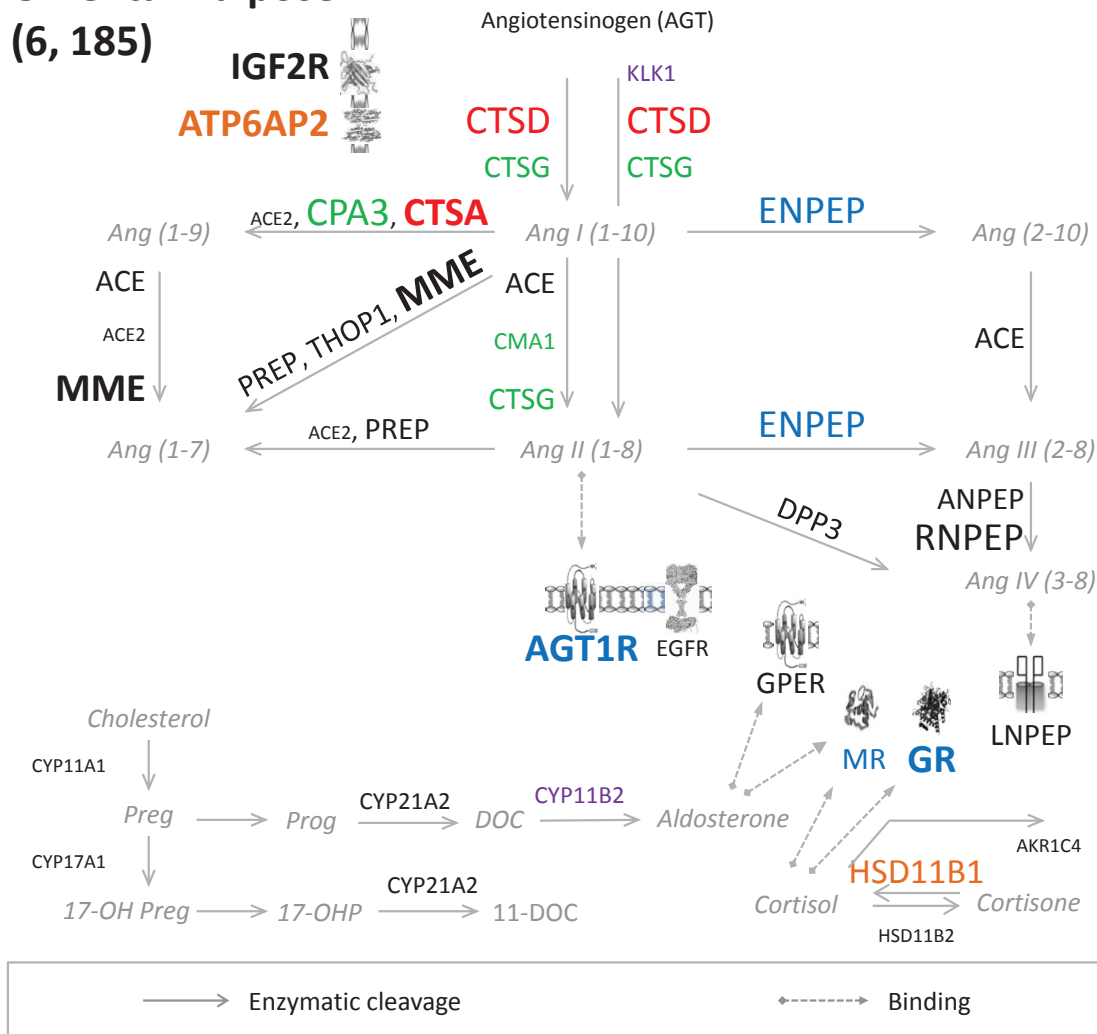 (6, 185)
Angiotensinogen (AGT)
IGF2R
ATP6AP2
KLK1
CTSD
CTSD
CTSG
CTSG
ACE2, CPA3, CTSA
ENPEP
Ang (1-9)
Ang I (1-10)
Ang (2-10)
ACE
PREP, THOP1, MME
ACE
ACE2
CMA1
ACE
MME
CTSG
ACE2, PREP
ENPEP
Ang (1-7)
Ang II (1-8)
Ang III (2-8)
DPP3
ANPEP
RNPEP
Ang IV (3-8)
AGT1R
EGFR
GPER
LNPEP
MR
GR
Cholesterol
CYP11A1
Preg
Prog
CYP21A2
DOC
CYP11B2
Aldosterone
AKR1C4
CYP17A1
HSD11B1
17-OH Preg
17-OHP
CYP21A2
11-DOC
Cortisol
Cortisone
HSD11B2
Enzymatic cleavage
Binding